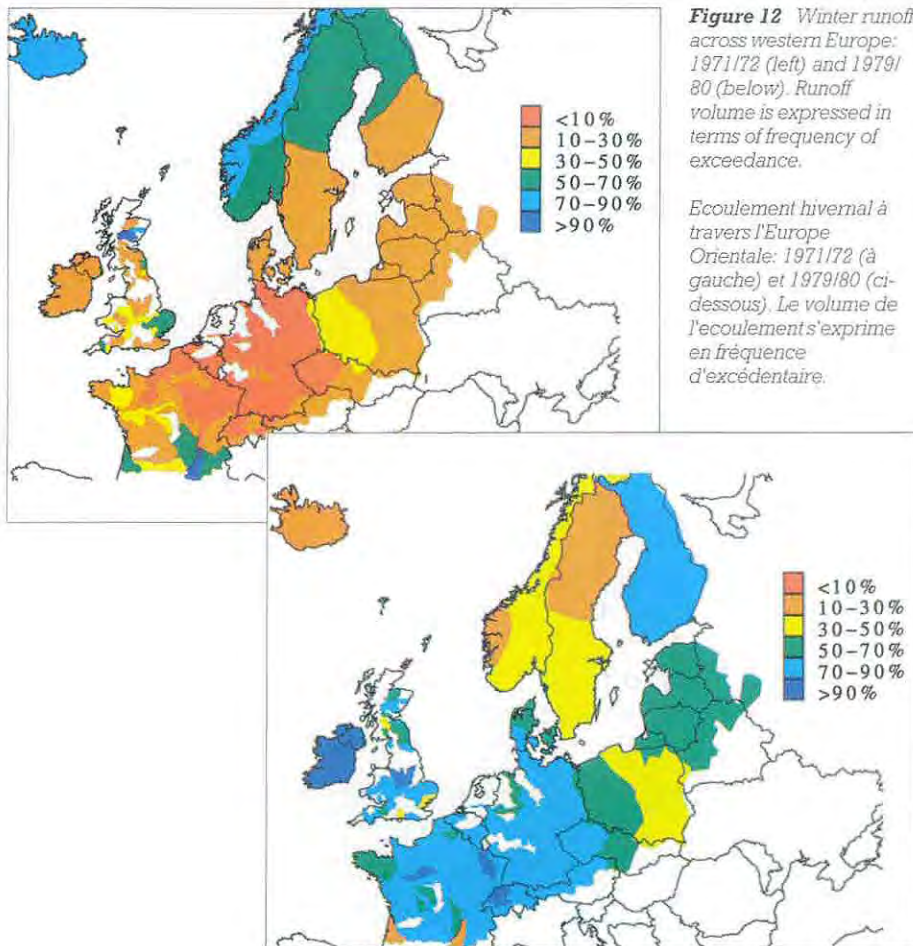 Figure 12 Winter runoff
across western Europe:
1971/72 (left) and 1979/
80 (below). Runoff
volume is expressed in
terms of frequency of
exceedance.
Ecoulement hivernal à
travers l'Europe
Orientale: 1971/72 (à
gauche) et 1979/80 (ci-
dessous). Le volume de
l'ecoulement s'exprime
en fréquence
d'excédentaire.
<10%
10–30%
30–50%
50–70%
70–90%
>90%
<10%
10–30%
30–50%
50–70%
70–90%
>90%